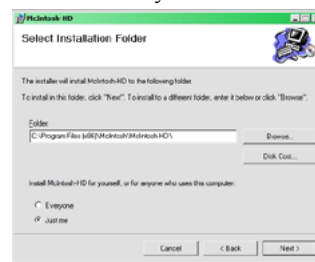 McIntosh-HD
Select Installation Folder
The installer will install McIntosh-HD to the following folder.
To install in this folder, click "Next". To install to a different folder, enter it below or click "Browse".
Folder:
C:\Program Files (x86)\McIntosh\McIntosh-HD\
Browse...
Disk Cost...
Install McIntosh-HD for yourself, or for anyone who uses this computer:
Everyone
Just me
Cancel
< Back
Next >